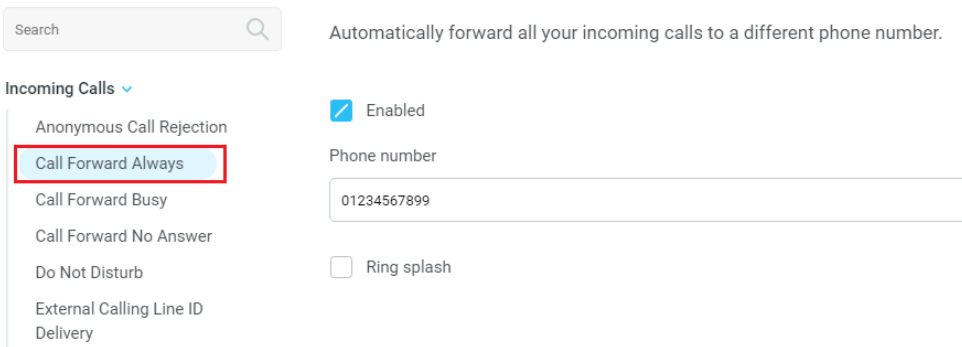 Search
Incoming Calls
Anonymous Call Rejection
Call Forward Always
Call Forward Busy
Call Forward No Answer
Do Not Disturb
External Calling Line ID
Delivery
Automatically forward all your incoming calls to a different phone number.
Enabled
Phone number
01234567899
Ring splash